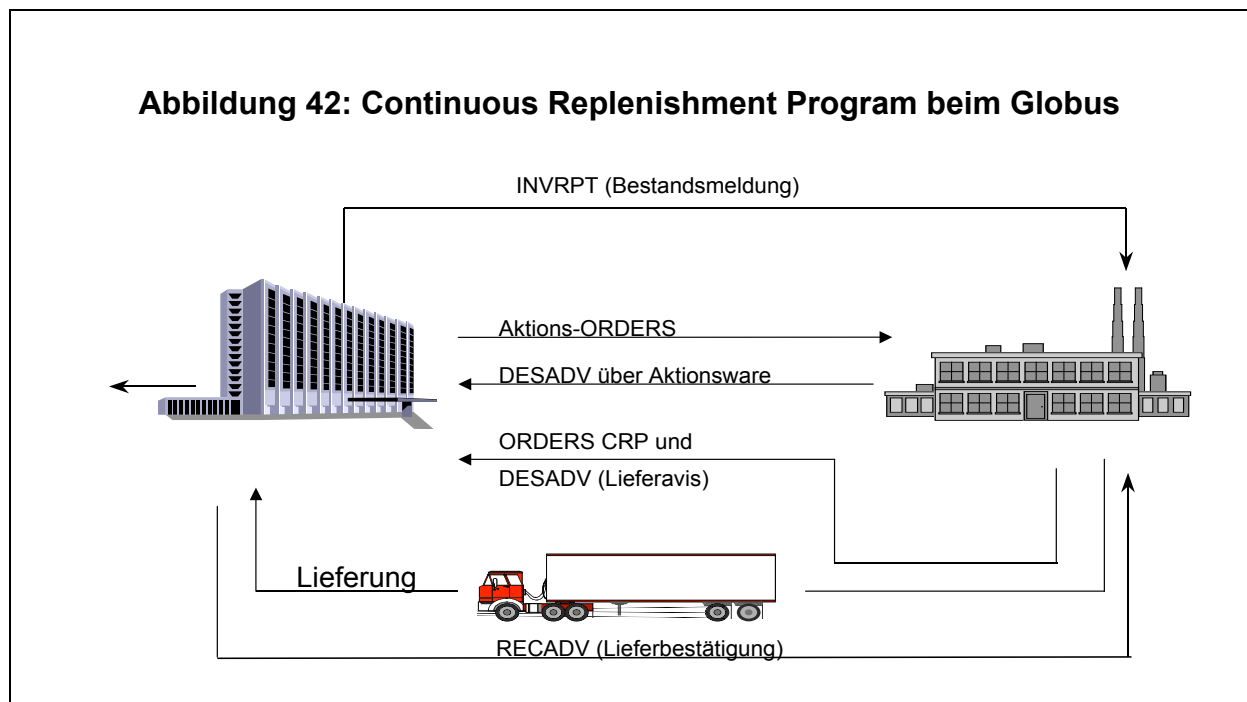 Abbildung 42: Continuous Replenishment Program beim Globus
INVRPT (Bestandsmeldung)
Aktions-ORDERS
DESADV über Aktionsware
ORDERS CRP und
DESADV (Lieferavis)
Lieferung
RECADV (Lieferbestätigung)